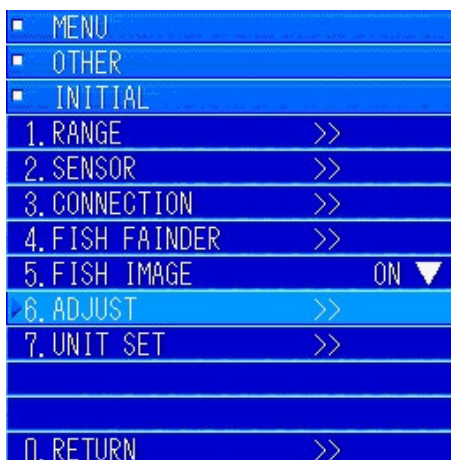 MENU
OTHER
INITIAL
1.RANGE >>
2.SENSOR >>
3.CONNECTION >>
4.FISH FAINDER >>
5.FISH IMAGE ON ▼
6.ADJUST >>
7.UNIT SET >>
0.RETURN >>